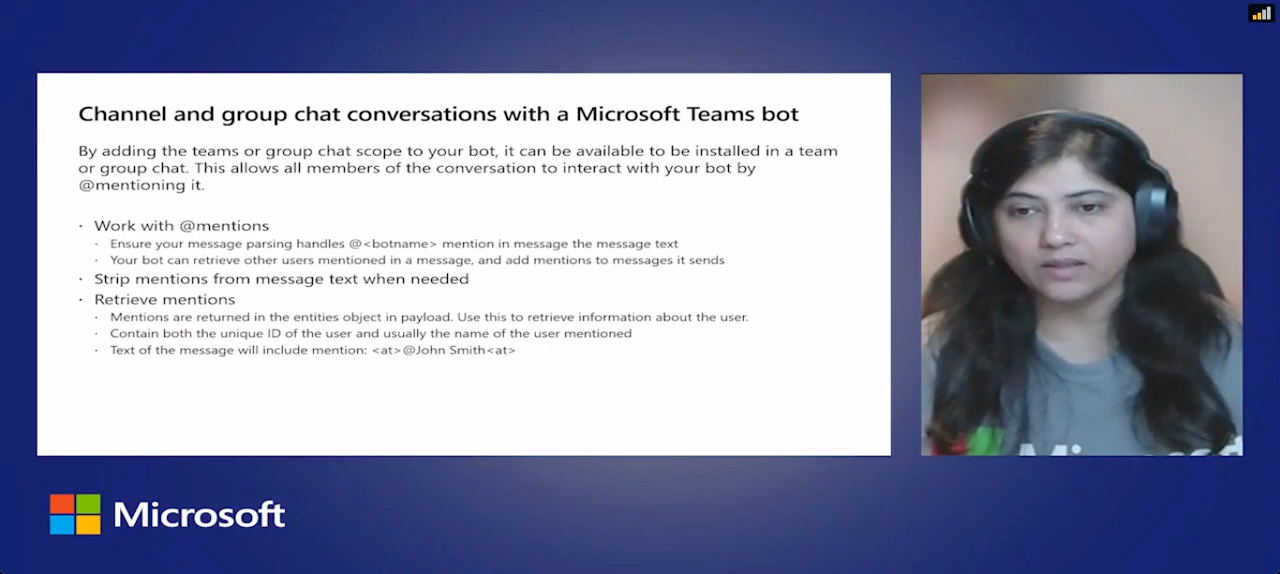 Channel and group chat conversations with a Microsoft Teams bot
By adding the teams or group chat scope to your bot, it can be available to be installed in a team
or group chat. This allows all members of the conversation to interact with your bot by
@mentioning it.
· Work with @mentions
· Ensure your message parsing handles @<botname> mention in message the message text
· Your bot can retrieve other users mentioned in a message, and add mentions to messages it sends
· Strip mentions from message text when needed
· Retrieve mentions
· Mentions are returned in the entities object in payload. Use this to retrieve information about the user.
· Contain both the unique ID of the user and usually the name of the user mentioned
· Text of the message will include mention: <at>@John Smith<at>
Microsoft